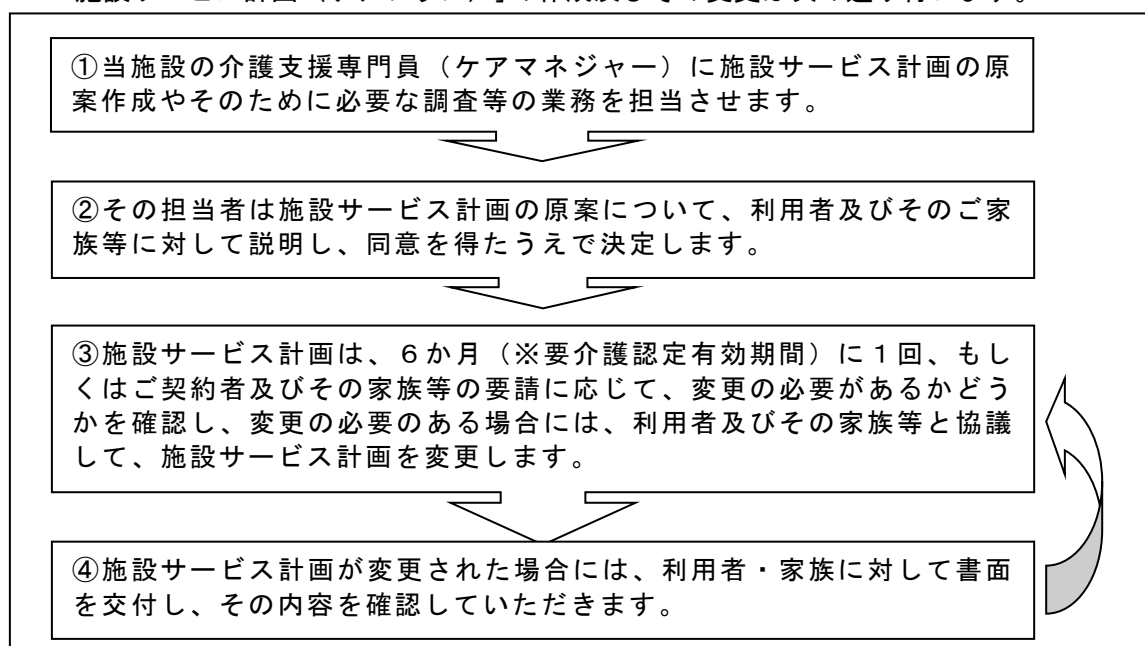 ①当施設の介護支援専門員（ケアマネジャー）に施設サービス計画の原
案作成やそのために必要な調査等の業務を担当させます。
②その担当者は施設サービス計画の原案について、利用者及びそのご家
族等に対して説明し、同意を得たうえで決定します。
③施設サービス計画は、６か月（※要介護認定有効期間）に１回、もし
くはご契約者及びその家族等の要請に応じて、変更の必要があるかどう
かを確認し、変更の必要のある場合には、利用者及びその家族等と協議
して、施設サービス計画を変更します。
④施設サービス計画が変更された場合には、利用者・家族に対して書面
を交付し、その内容を確認していただきます。